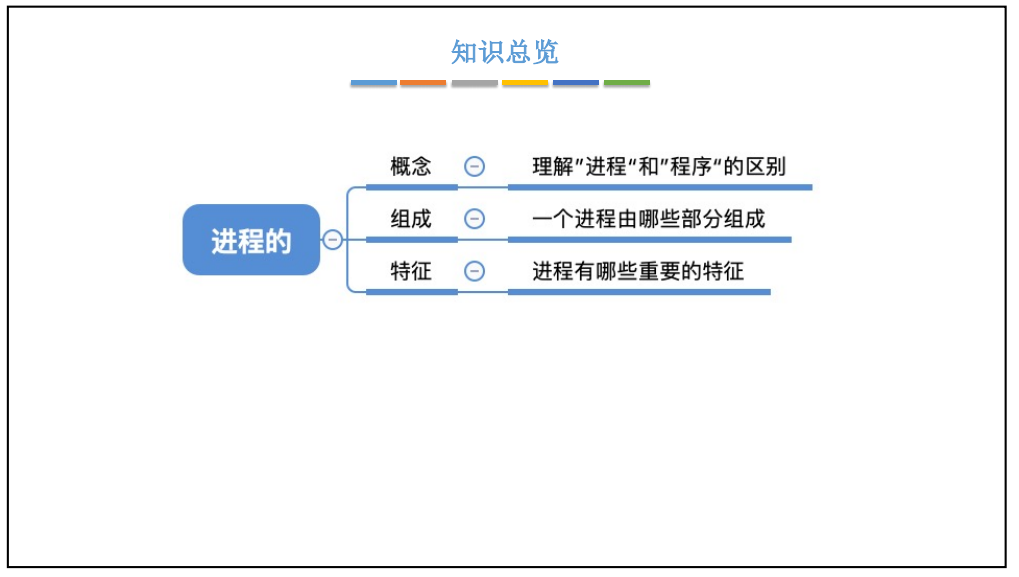 知识总览
进程的
概念 理解”进程“和”程序“的区别
组成 一个进程由哪些部分组成
特征 进程有哪些重要的特征